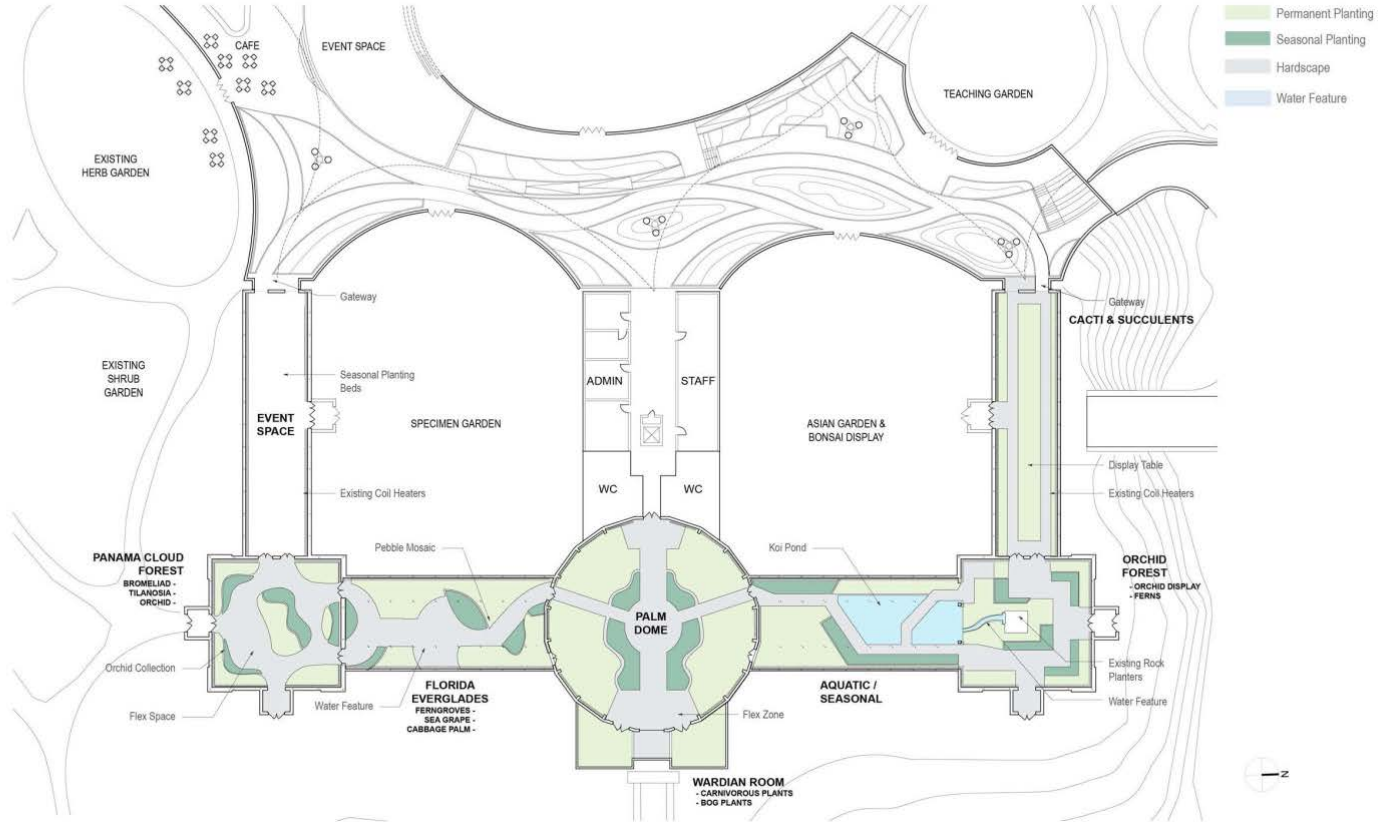 Permanent Planting
Seasonal Planting
Hardscape
Water Feature
CAFE
EVENT SPACE
TEACHING GARDEN
EXISTING
HERB GARDEN
Gateway
Gateway
CACTI & SUCCULENTS
EXISTING
SHRUB
GARDEN
Seasonal Planting
Beds
EVENT
SPACE
SPECIMEN GARDEN
ADMIN
STAFF
ASIAN GARDEN &
BONSAI DISPLAY
Display Table
Existing Coil Heaters
WC
WC
Existing Coil Heaters
PANAMA CLOUD
FOREST
BROMELIAD -
TILANOSIA -
ORCHID -
Pebble Mosaic
Koi Pond
ORCHID
FOREST
- ORCHID DISPLAY
- FERNS
PALM
DOME
Orchid Collection
Flex Space
Water Feature
FLORIDA
EVERGLADES
FERNGROVES -
SEA GRAPE -
CABBAGE PALM -
Flex Zone
AQUATIC /
SEASONAL
Existing Rock
Planters
Water Feature
WARDIAN ROOM
- CARNIVOROUS PLANTS
- BOG PLANTS
N